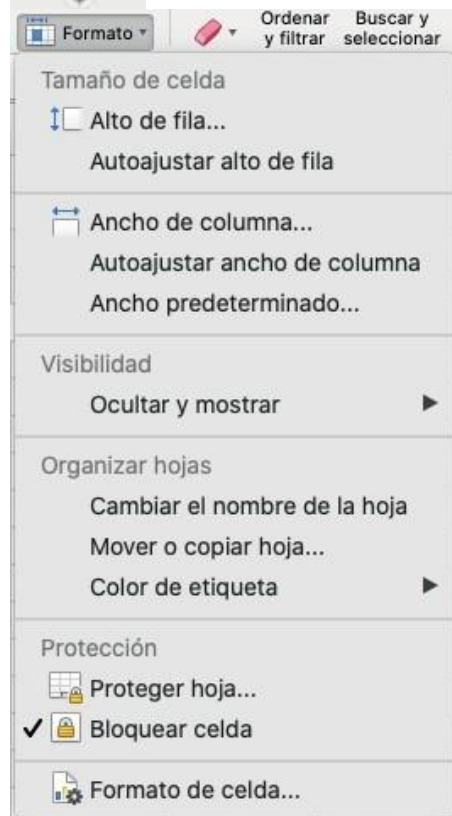 Formato
Ordenar y filtrar
Buscar y seleccionar
Tamaño de celda
Alto de fila...
Autoajustar alto de fila
Ancho de columna...
Autoajustar ancho de columna
Ancho predeterminado...
Visibilidad
Ocultar y mostrar
Organizar hojas
Cambiar el nombre de la hoja
Mover o copiar hoja...
Color de etiqueta
Protección
Proteger hoja...
Bloquear celda
Formato de celda...